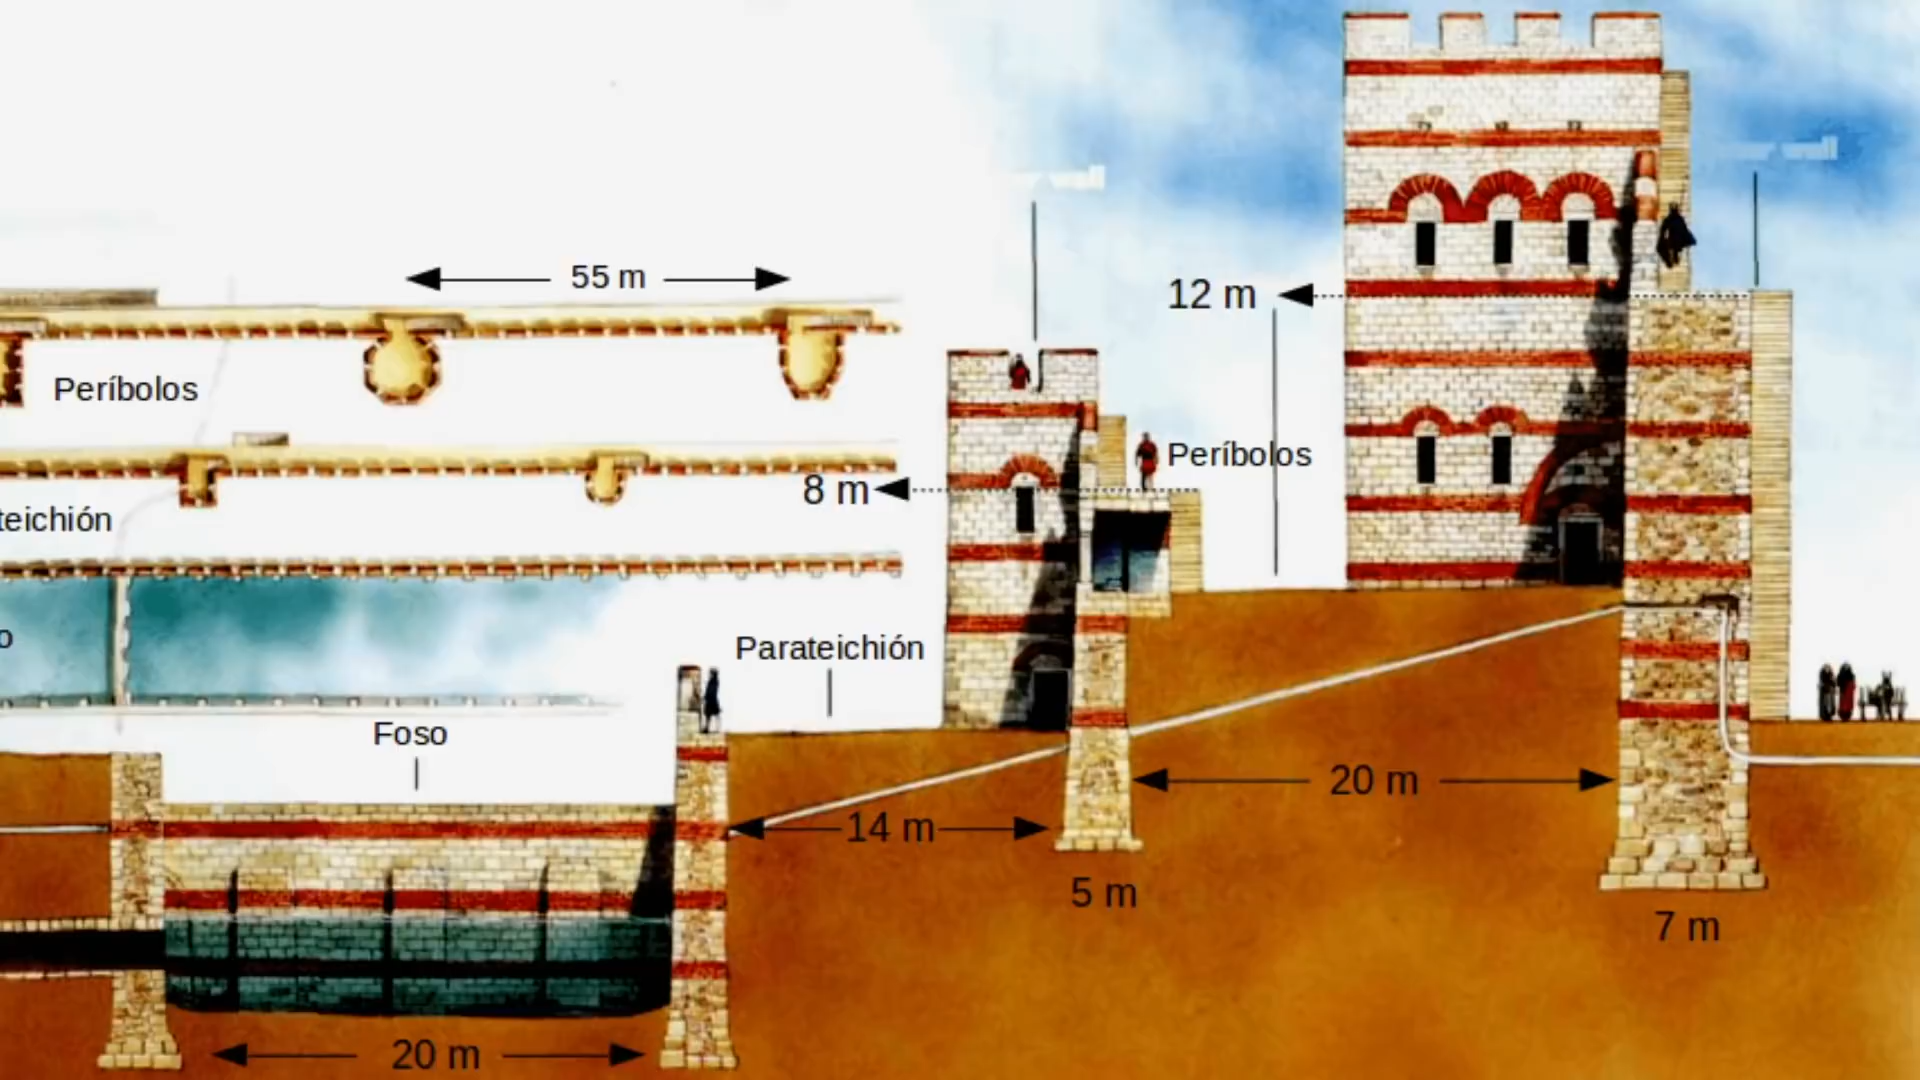 55 m
12 m
Períbolos
Períbolos
8 m
teichión
o
Parateichión
Foso
20 m
14 m
5 m
7 m
20 m